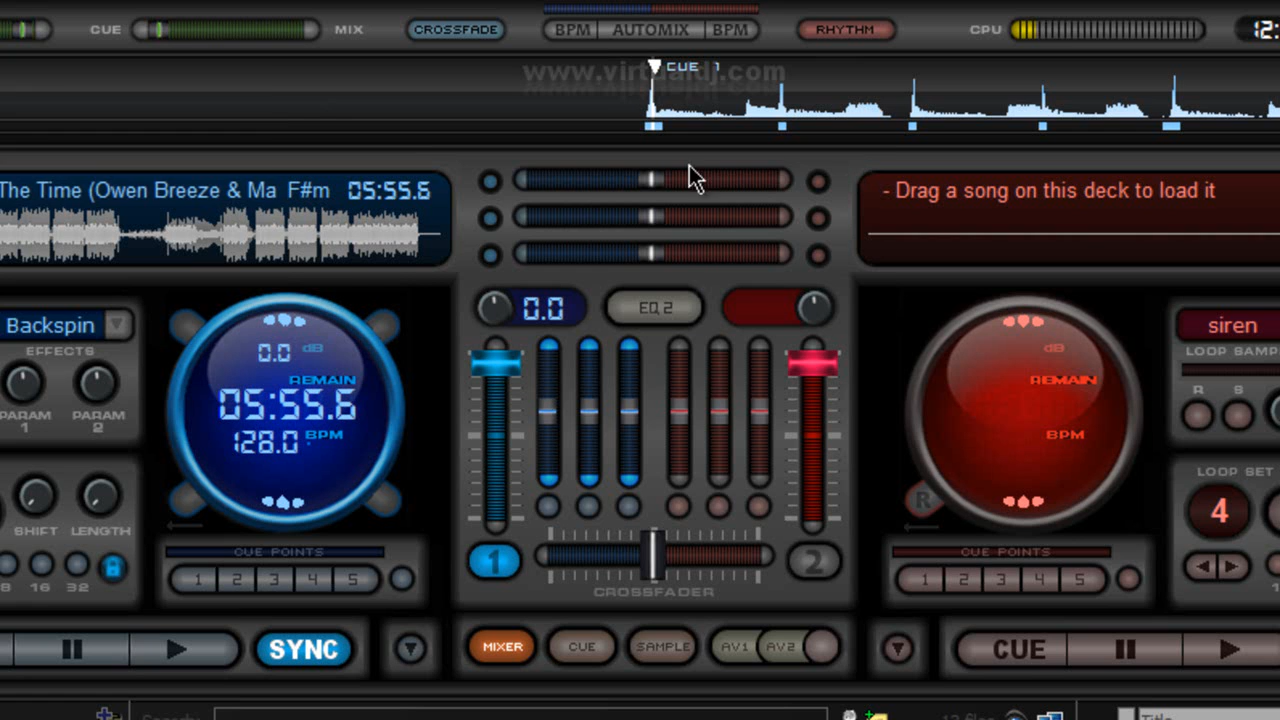 CUE MIX CROSSFADE BPM AUTOMIX BPM RHYTHM CPU 12:
www.virtualdj.com
CUE 1
The Time (Owen Breeze & Ma F#m 05:55.6
- Drag a song on this deck to load it
0.0 EQ 2
Backspin
EFFECTS
PARAM 1
PARAM 2
0.0 dB
REMAIN
05:55.6
128.0 BPM
REMAIN
BPM
R
siren
LOOP SAMP
R S
SHIFT LENGTH
8 16 32
LOOP SET
4
CUE POINTS
1 2 3 4 5
1
2
CROSSFADER
CUE POINTS
1 2 3 4 5
SYNC
MIXER CUE SAMPLE AV1 AV2
CUE
Title